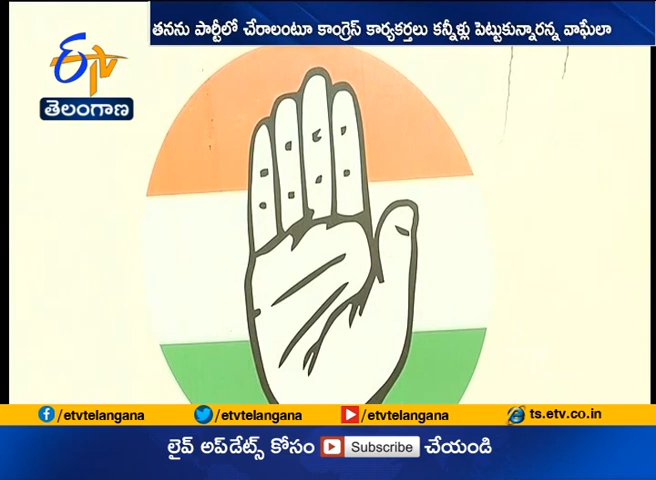 తనను పార్టీలో చేరాలంటూ కాంగ్రెస్ కార్యకర్తలు కన్నీళ్లు పెట్టుకున్నారన్న వాఘేలా
ETV
తెలంగాణ
/etvtelangana /etvtelangana /etvtelangana ts.etv.co.in
లైవ్ అప్‌డేట్స్ కోసం Subscribe చేయండి